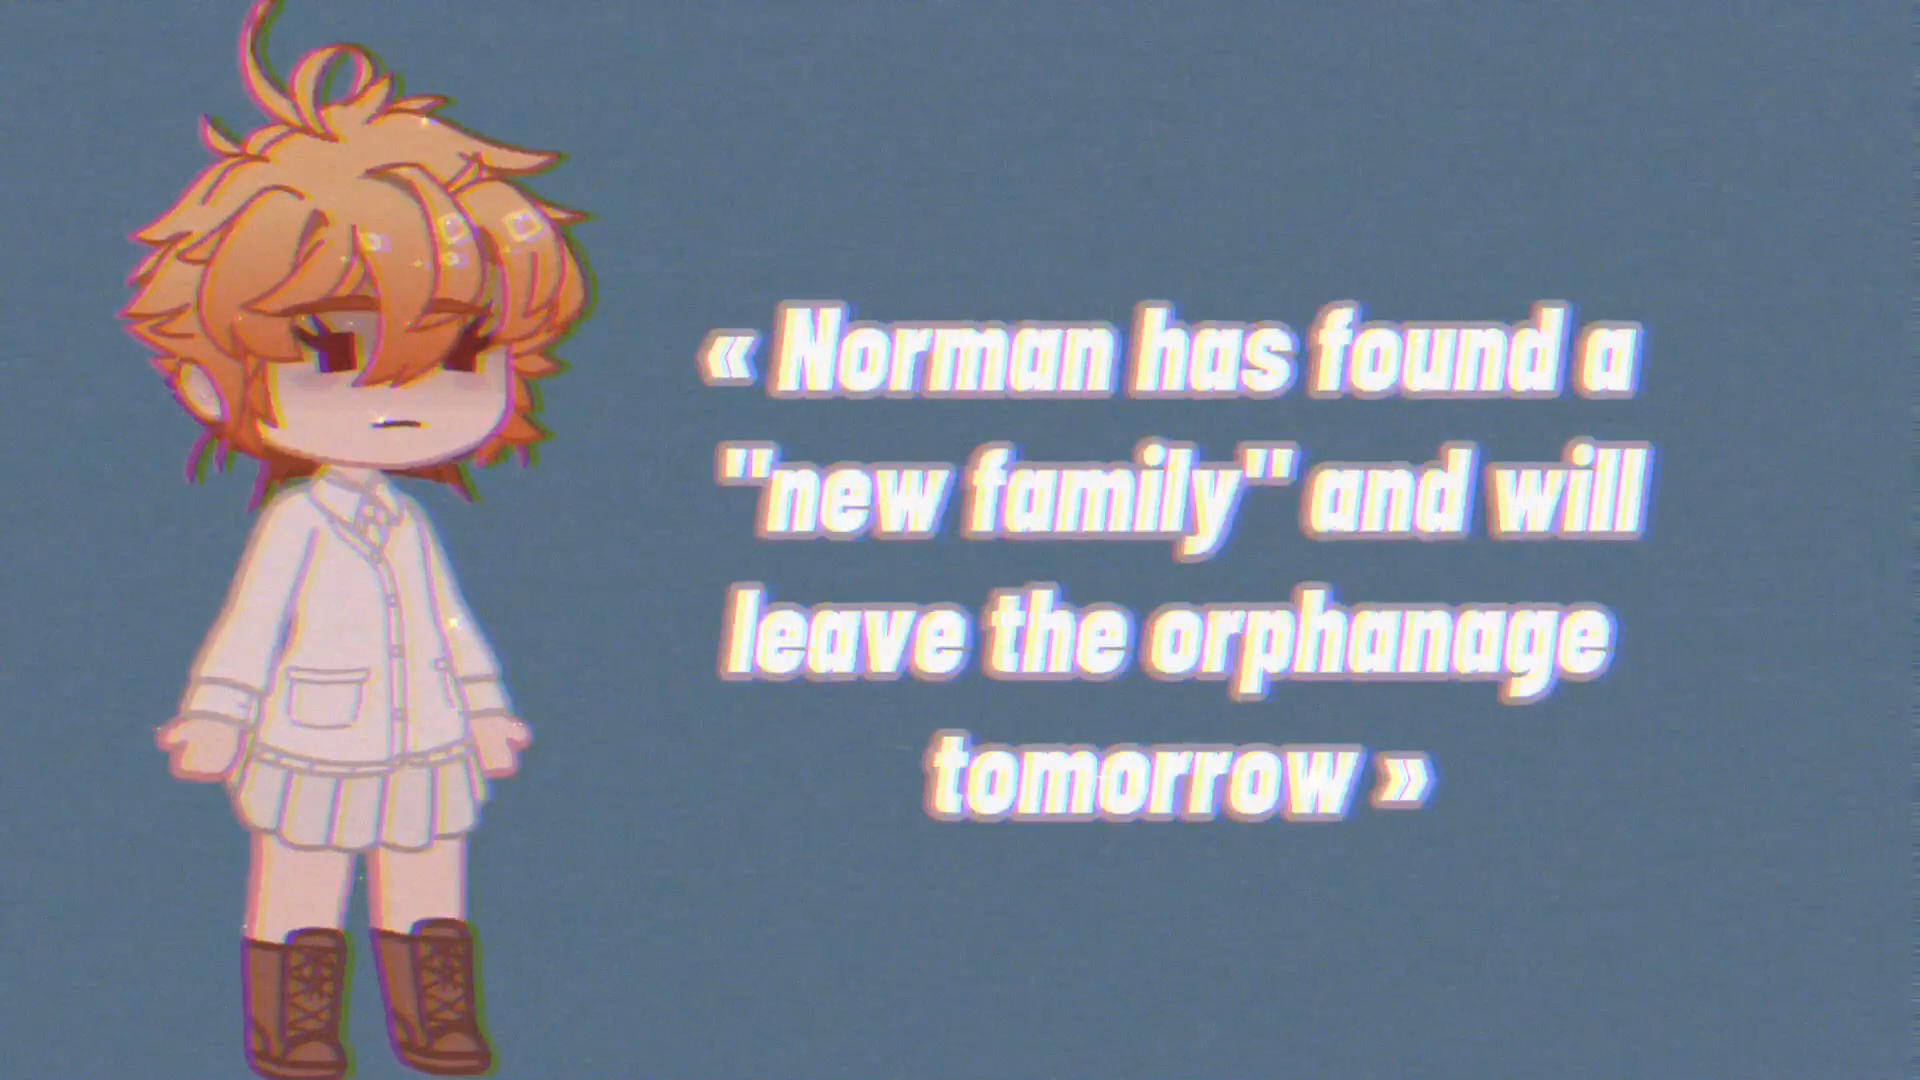 « Norman has found a
"new family" and will
leave the orphanage
tomorrow »